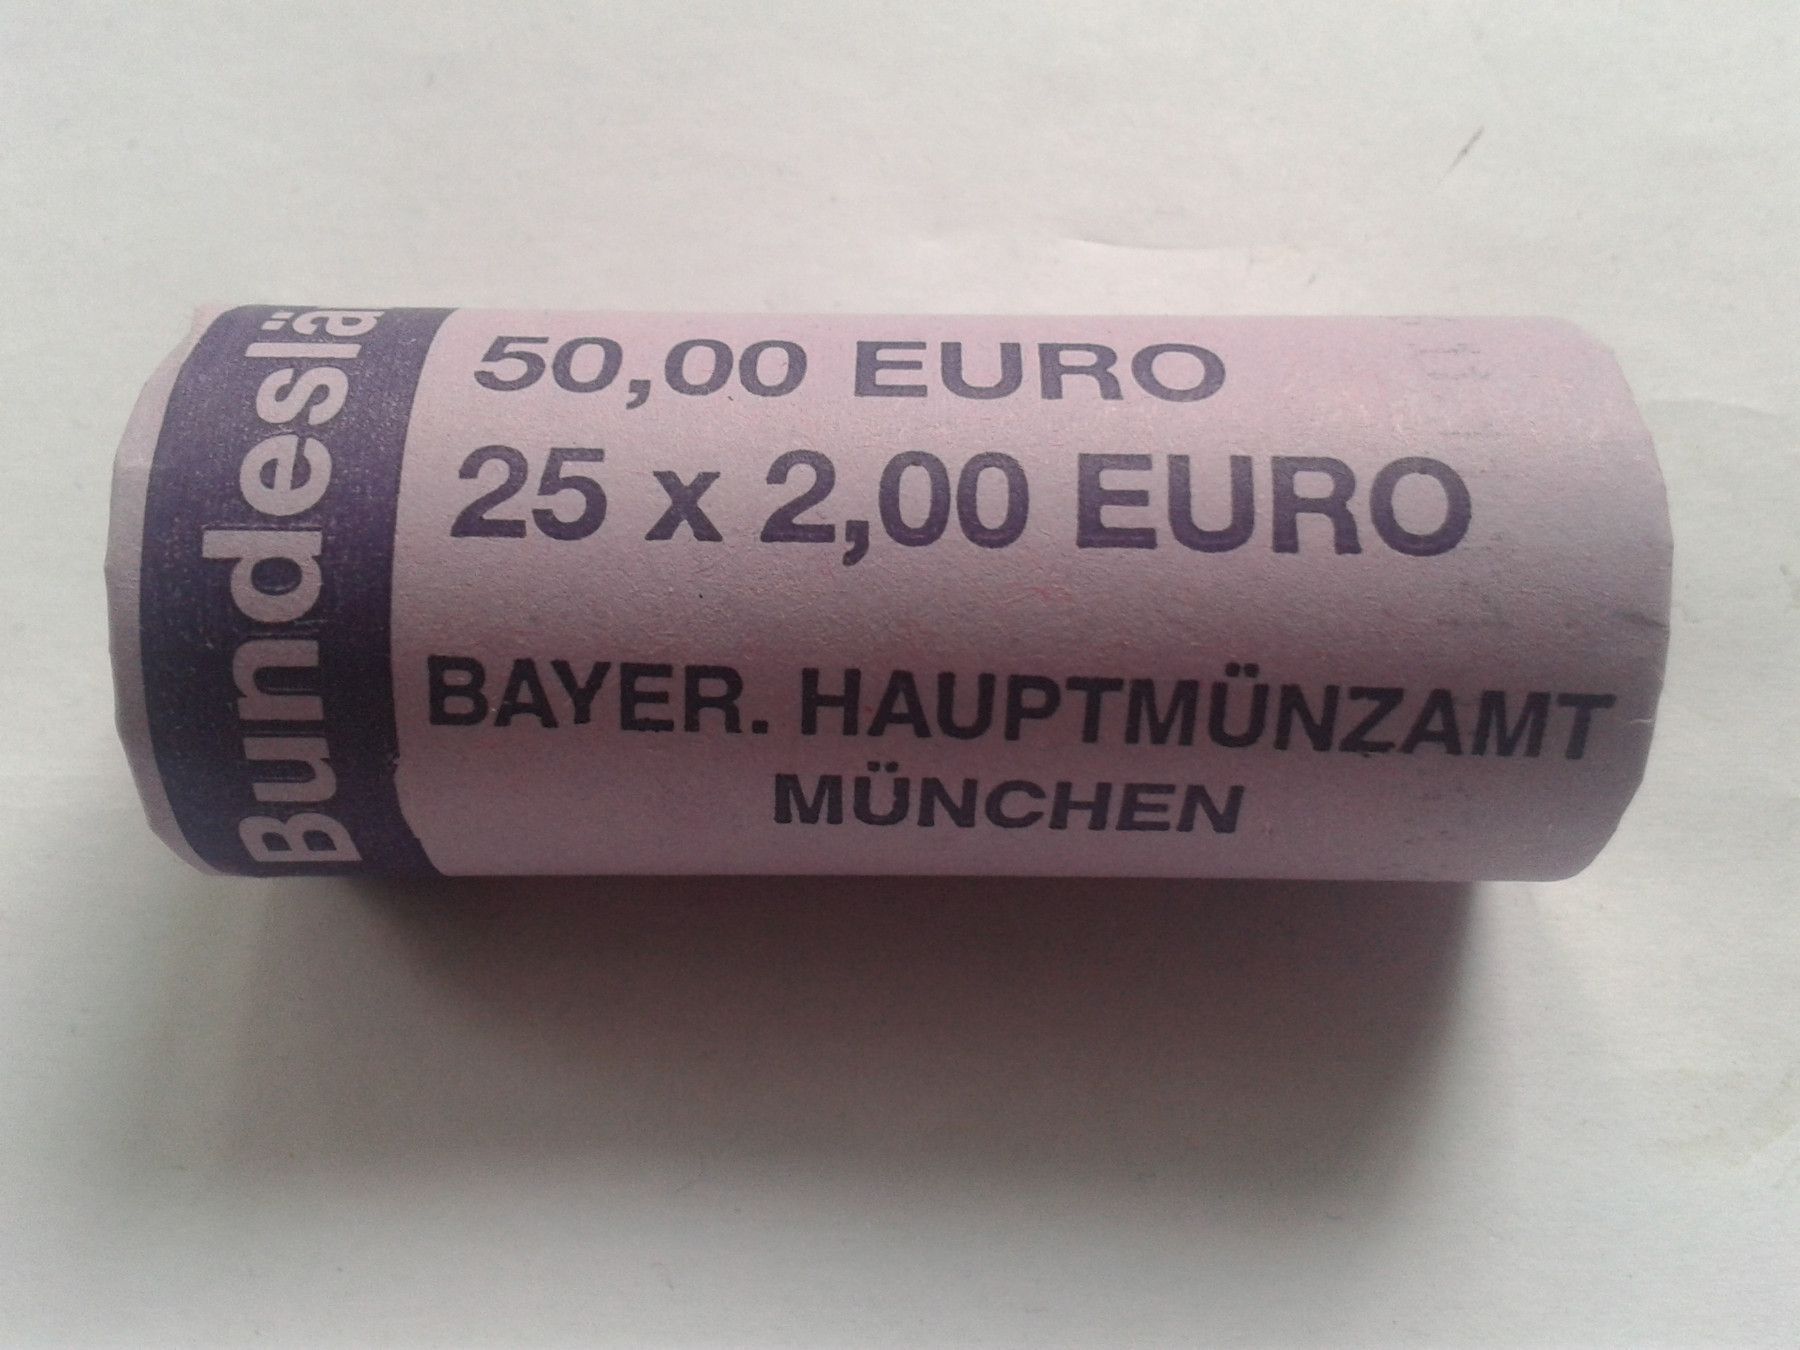 Bundeslä
50,00 EURO
25 x 2,00 EURO
BAYER. HAUPTMÜNZAMT
MÜNCHEN